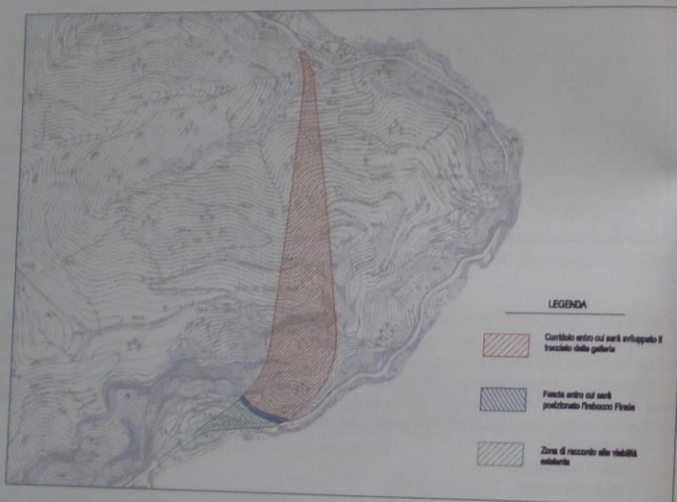 LEGENDA
Corridoio entro cui sarà sviluppato il
tracciato della galleria
Fascia entro cui sarà
posizionato l'imbocco Finale
Zona di raccordo alla viabilità
esistente